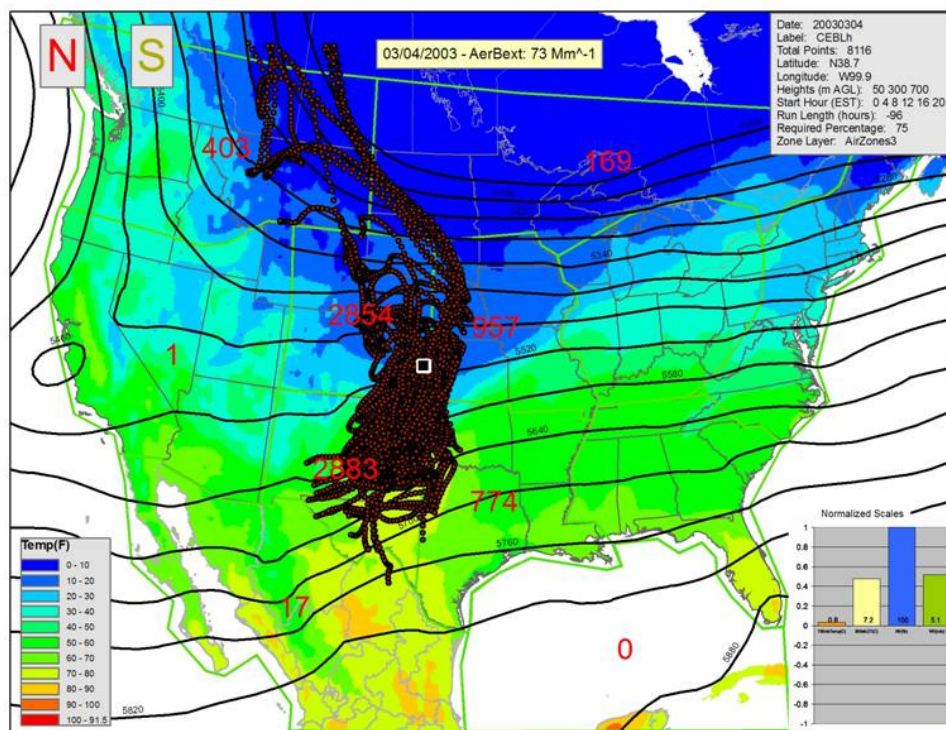 N S
03/04/2003 - AerBext: 73 Mm^-1
Date: 20030304
Label: CEBLh
Total Points: 8116
Latitude: N38.7
Longitude: W99.9
Heights (m AGL): 50 300 700
Start Hour (EST): 0 4 8 12 16 20
Run Length (hours): -96
Required Percentage: 75
Zone Layer: AirZones3
5400
403
169
5340
2854
957
5460
1
5520
5580
5640
2883
774
5700
5760
17
0
5880
5820
Temp(F)
0 - 10
10 - 20
20 - 30
30 - 40
40 - 50
50 - 60
60 - 70
70 - 80
80 - 90
90 - 100
100 - 91.5
Normalized Scales
1
0.8
0.6
0.4
0.2
0
-0.2
-0.4
-0.6
-0.8
-1
0.8
7.2
100
5.1